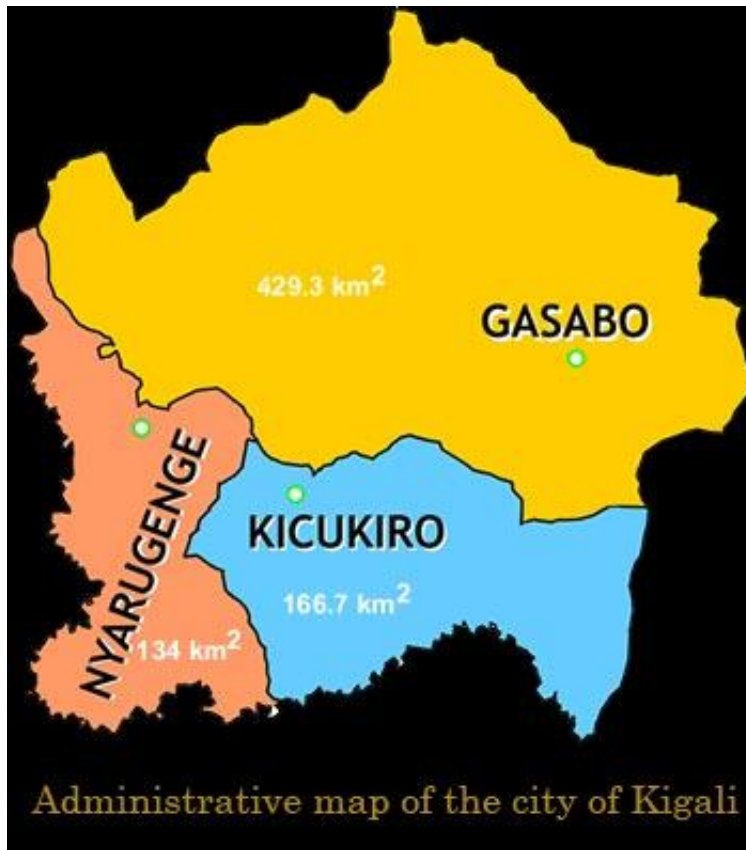 429.3 km²
GASABO
NYARUGENGE
KICUKIRO
166.7 km²
134 km²
Administrative map of the city of Kigali